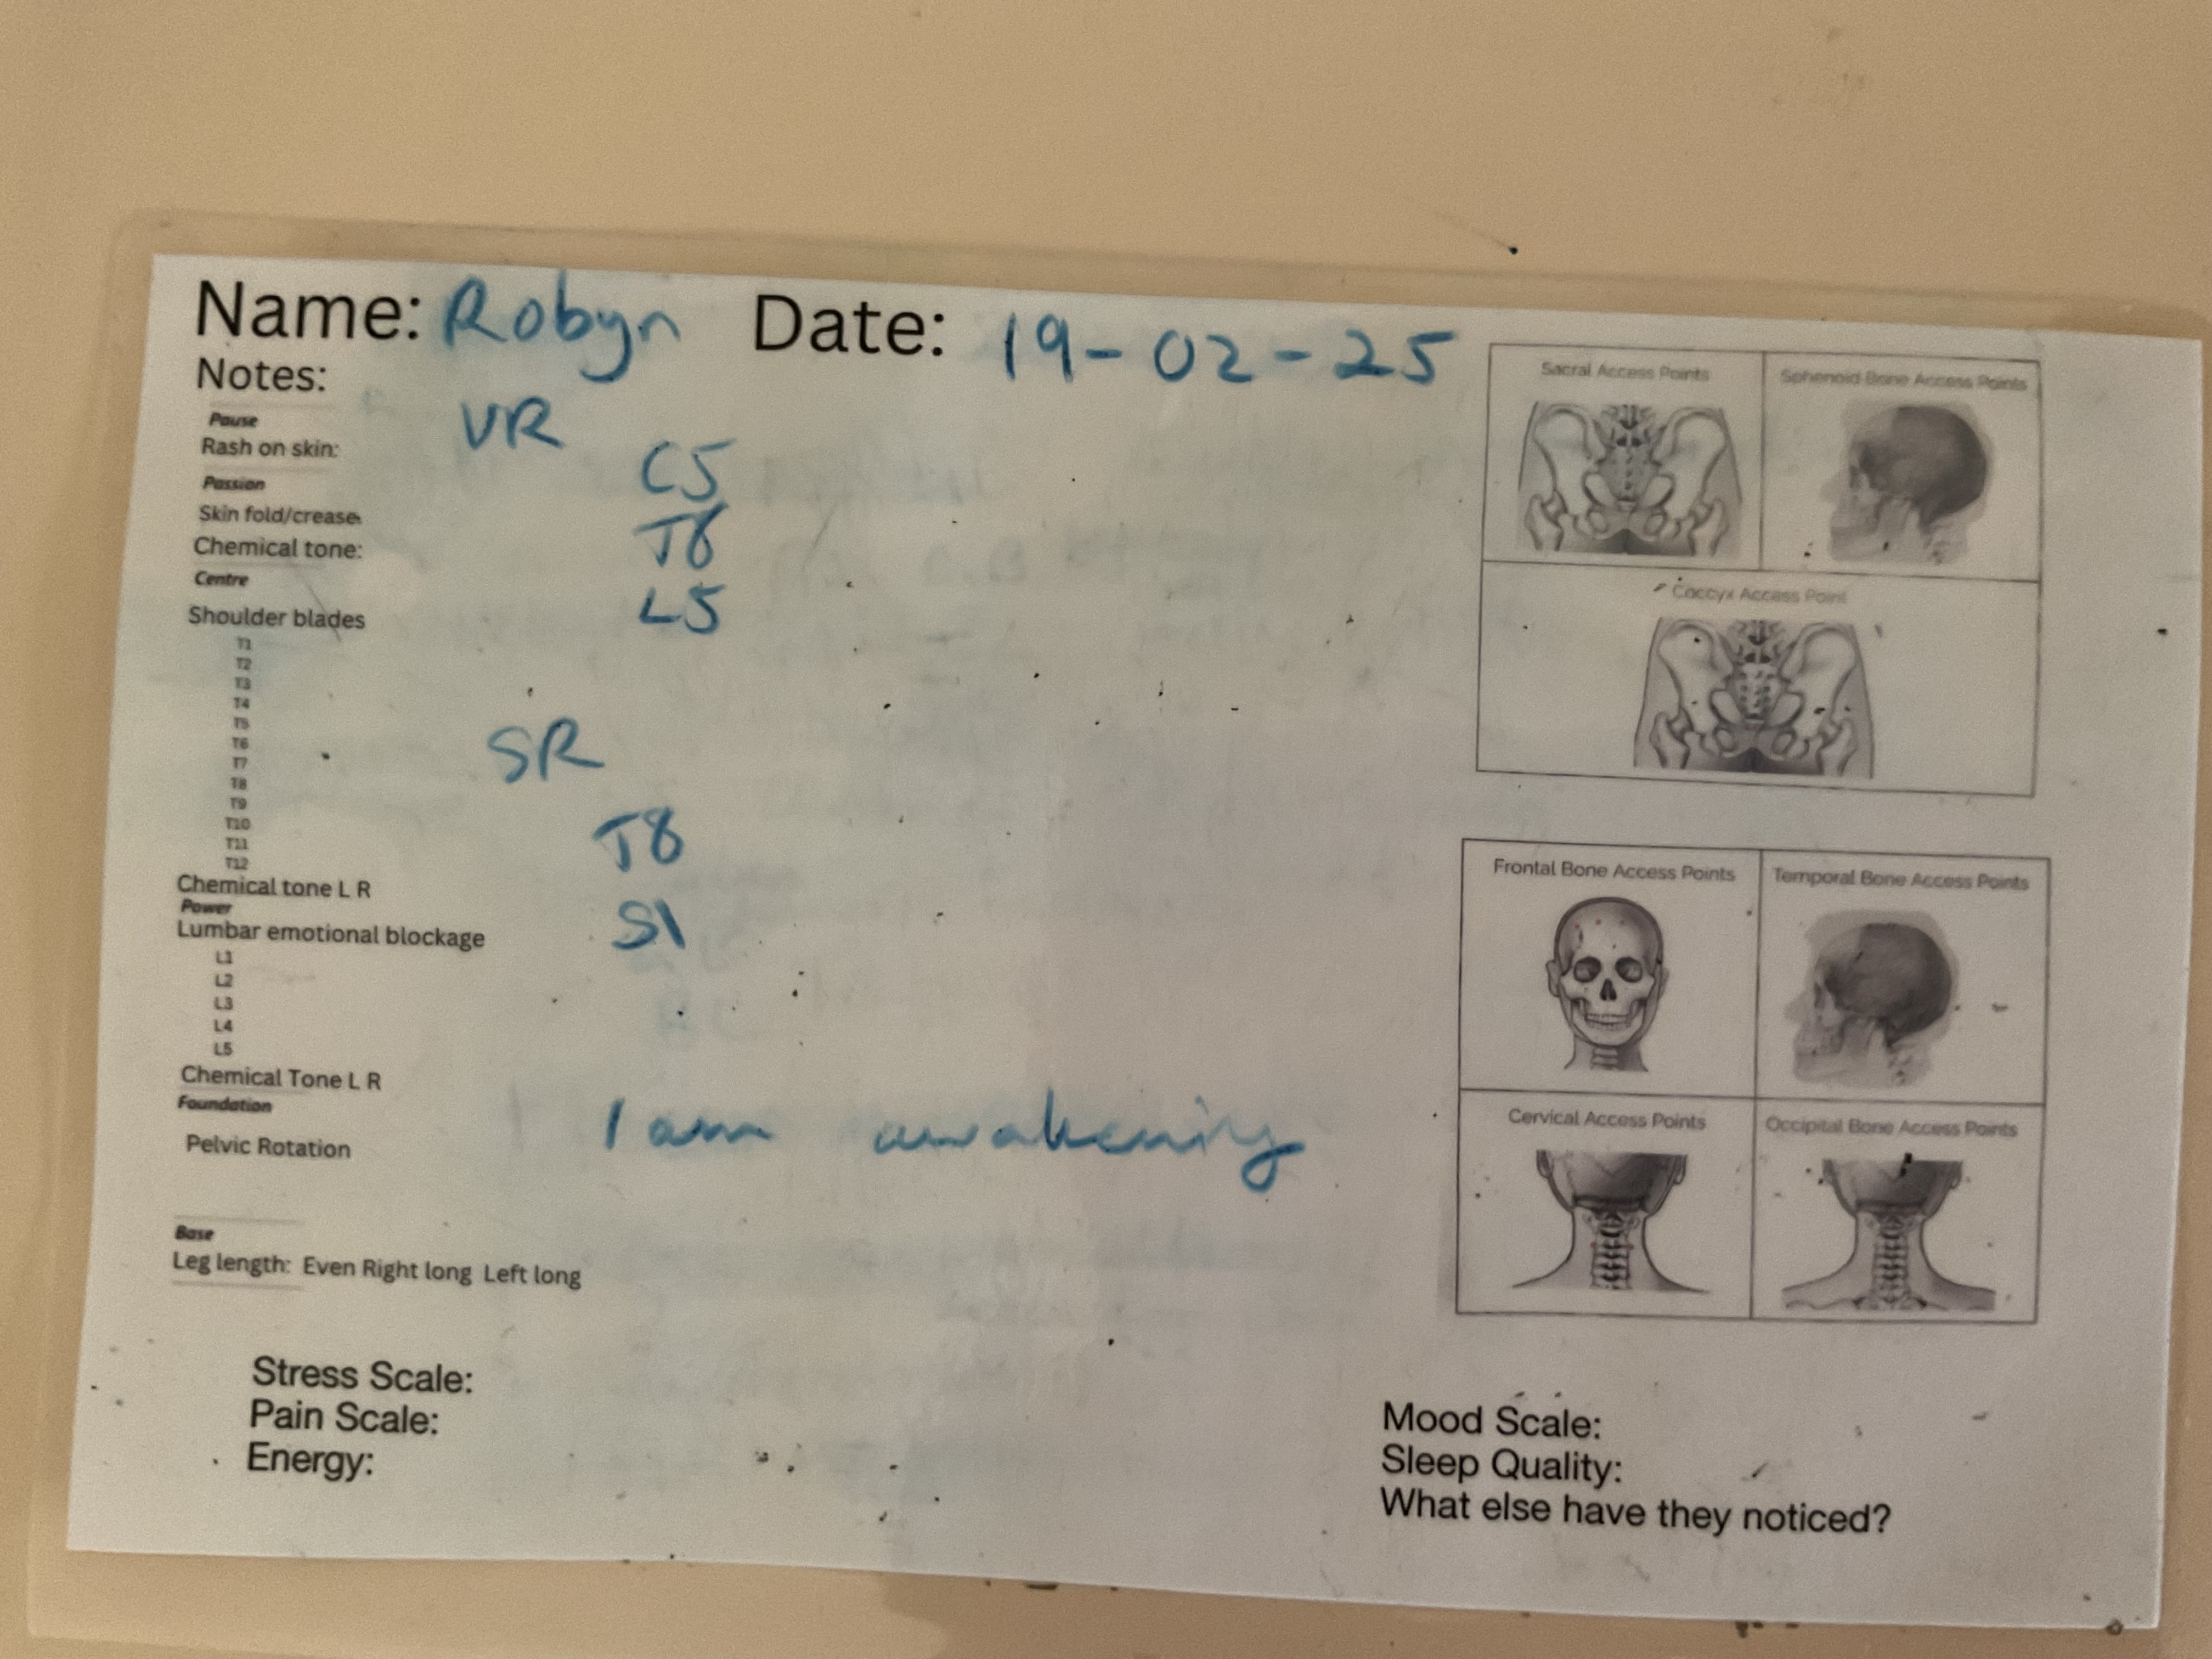 Name: Robyn Date: 19-02-25
Notes:
VR
Pause
Rash on skin:
C5
Passion
Skin fold/crease
T8
Chemical tone:
Centre
L5
Shoulder blades
T1
T2
T3
T4
T5
T6
SR
T7
T8
T9
T8
T10
T11
T12
Chemical tone L R
Power
S1
Lumbar emotional blockage
L1
L2
L3
L4
L5
Chemical Tone L R
Foundation
I am awakening
Pelvic Rotation
Base
Leg length: Even Right long Left long
Stress Scale:
Pain Scale:
Energy:
Sacral Access Points
Sphenoid Bone Access Points
Coccyx Access Point
Frontal Bone Access Points
Temporal Bone Access Points
Cervical Access Points
Occipital Bone Access Points
Mood Scale:
Sleep Quality:
What else have they noticed?